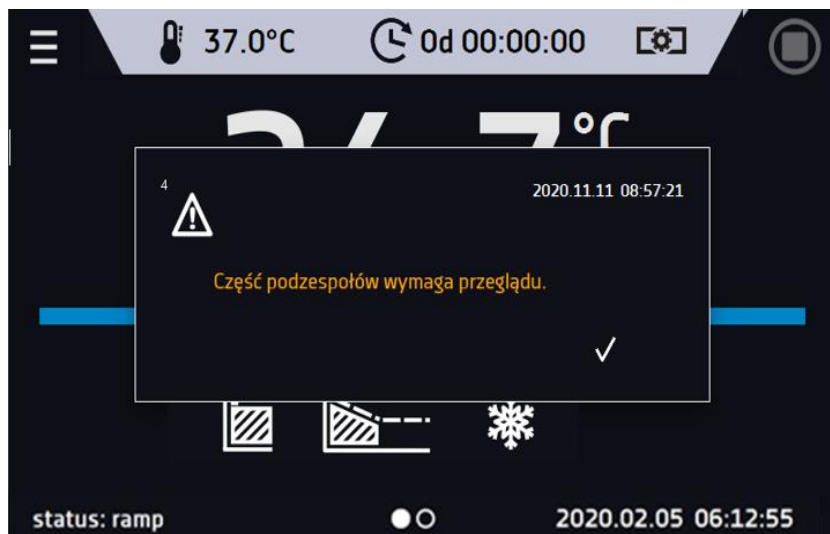 37.0°C 0d 00:00:00
°C
4
2020.11.11 08:57:21
Część podzespołów wymaga przeglądu.
status: ramp 2020.02.05 06:12:55